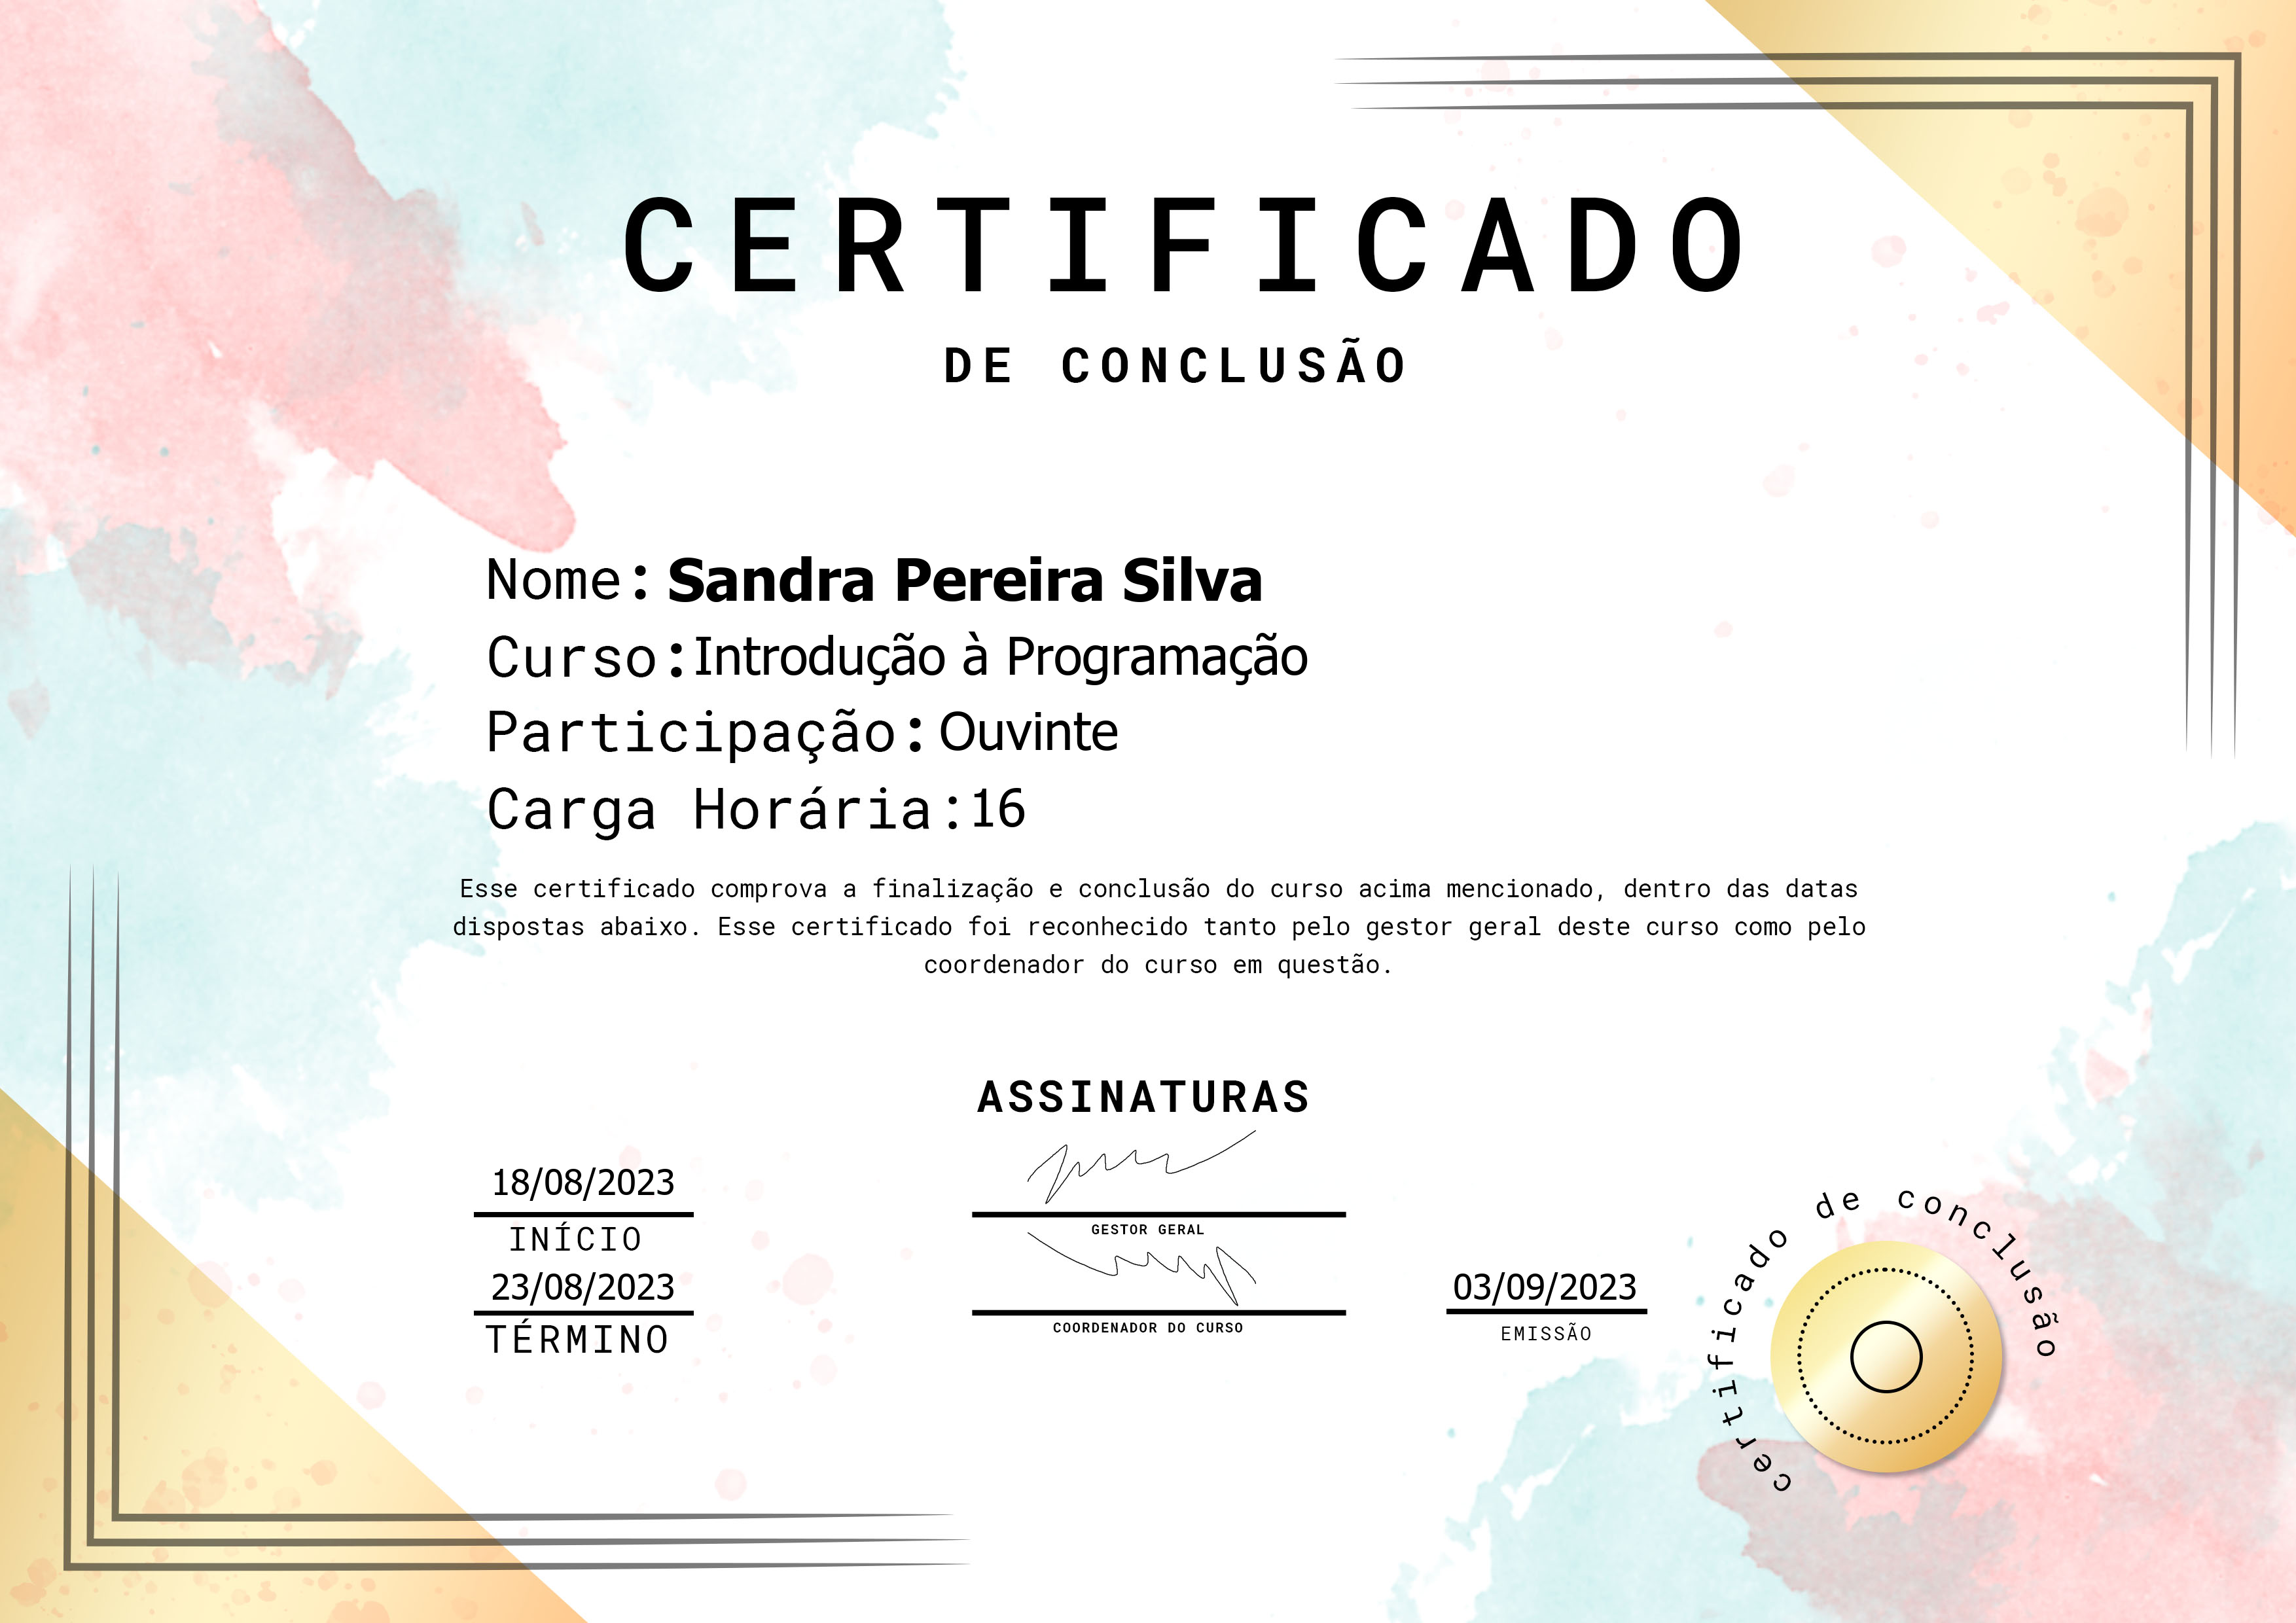 CERTIFICADO
DE CONCLUSÃO
Nome: Sandra Pereira Silva
Curso:Introdução à Programação
Participação: Ouvinte
Carga Horária:16
Esse certificado comprova a finalização e conclusão do curso acima mencionado, dentro das datas
dispostas abaixo. Esse certificado foi reconhecido tanto pelo gestor geral deste curso como pelo
coordenador do curso em questão.
ASSINATURAS
18/08/2023
INÍCIO
23/08/2023
TÉRMINO
GESTOR GERAL
COORDENADOR DO CURSO
03/09/2023
EMISSÃO
certificado de conclusão